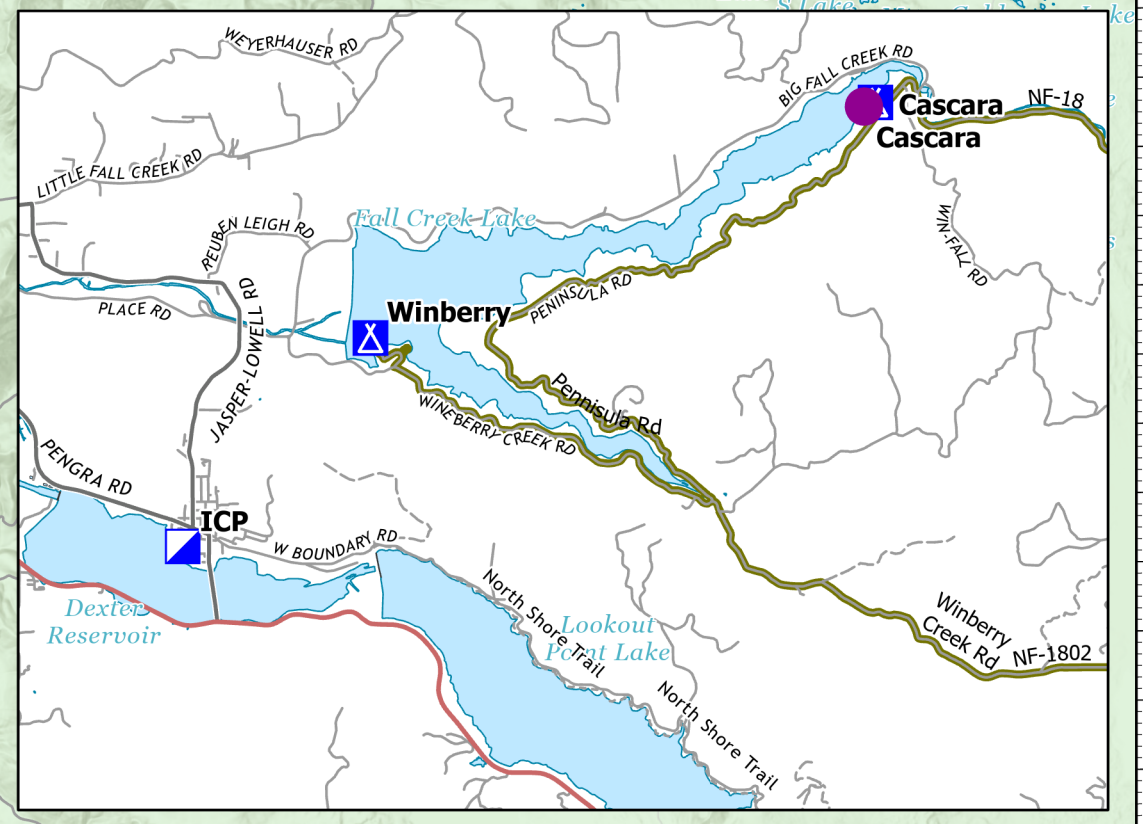 S Lake
WEYERHAUSER RD
BIG FALL CREEK RD
Cascara
NF-18
Cascara
LITTLE FALL CREEK RD
Fall Creek Lake
REUBEN LEIGH RD
WIN-FALL RD
PENINSULA RD
PLACE RD
Winberry
JASPER-LOWELL RD
Pennisula Rd
WINEBERRY CREEK RD
PENGRA RD
ICP
W BOUNDARY RD
North Shore Trail
Dexter
Reservoir
Lookout
Point Lake
Winberry
Creek Rd
NF-1802
North Shore Trail